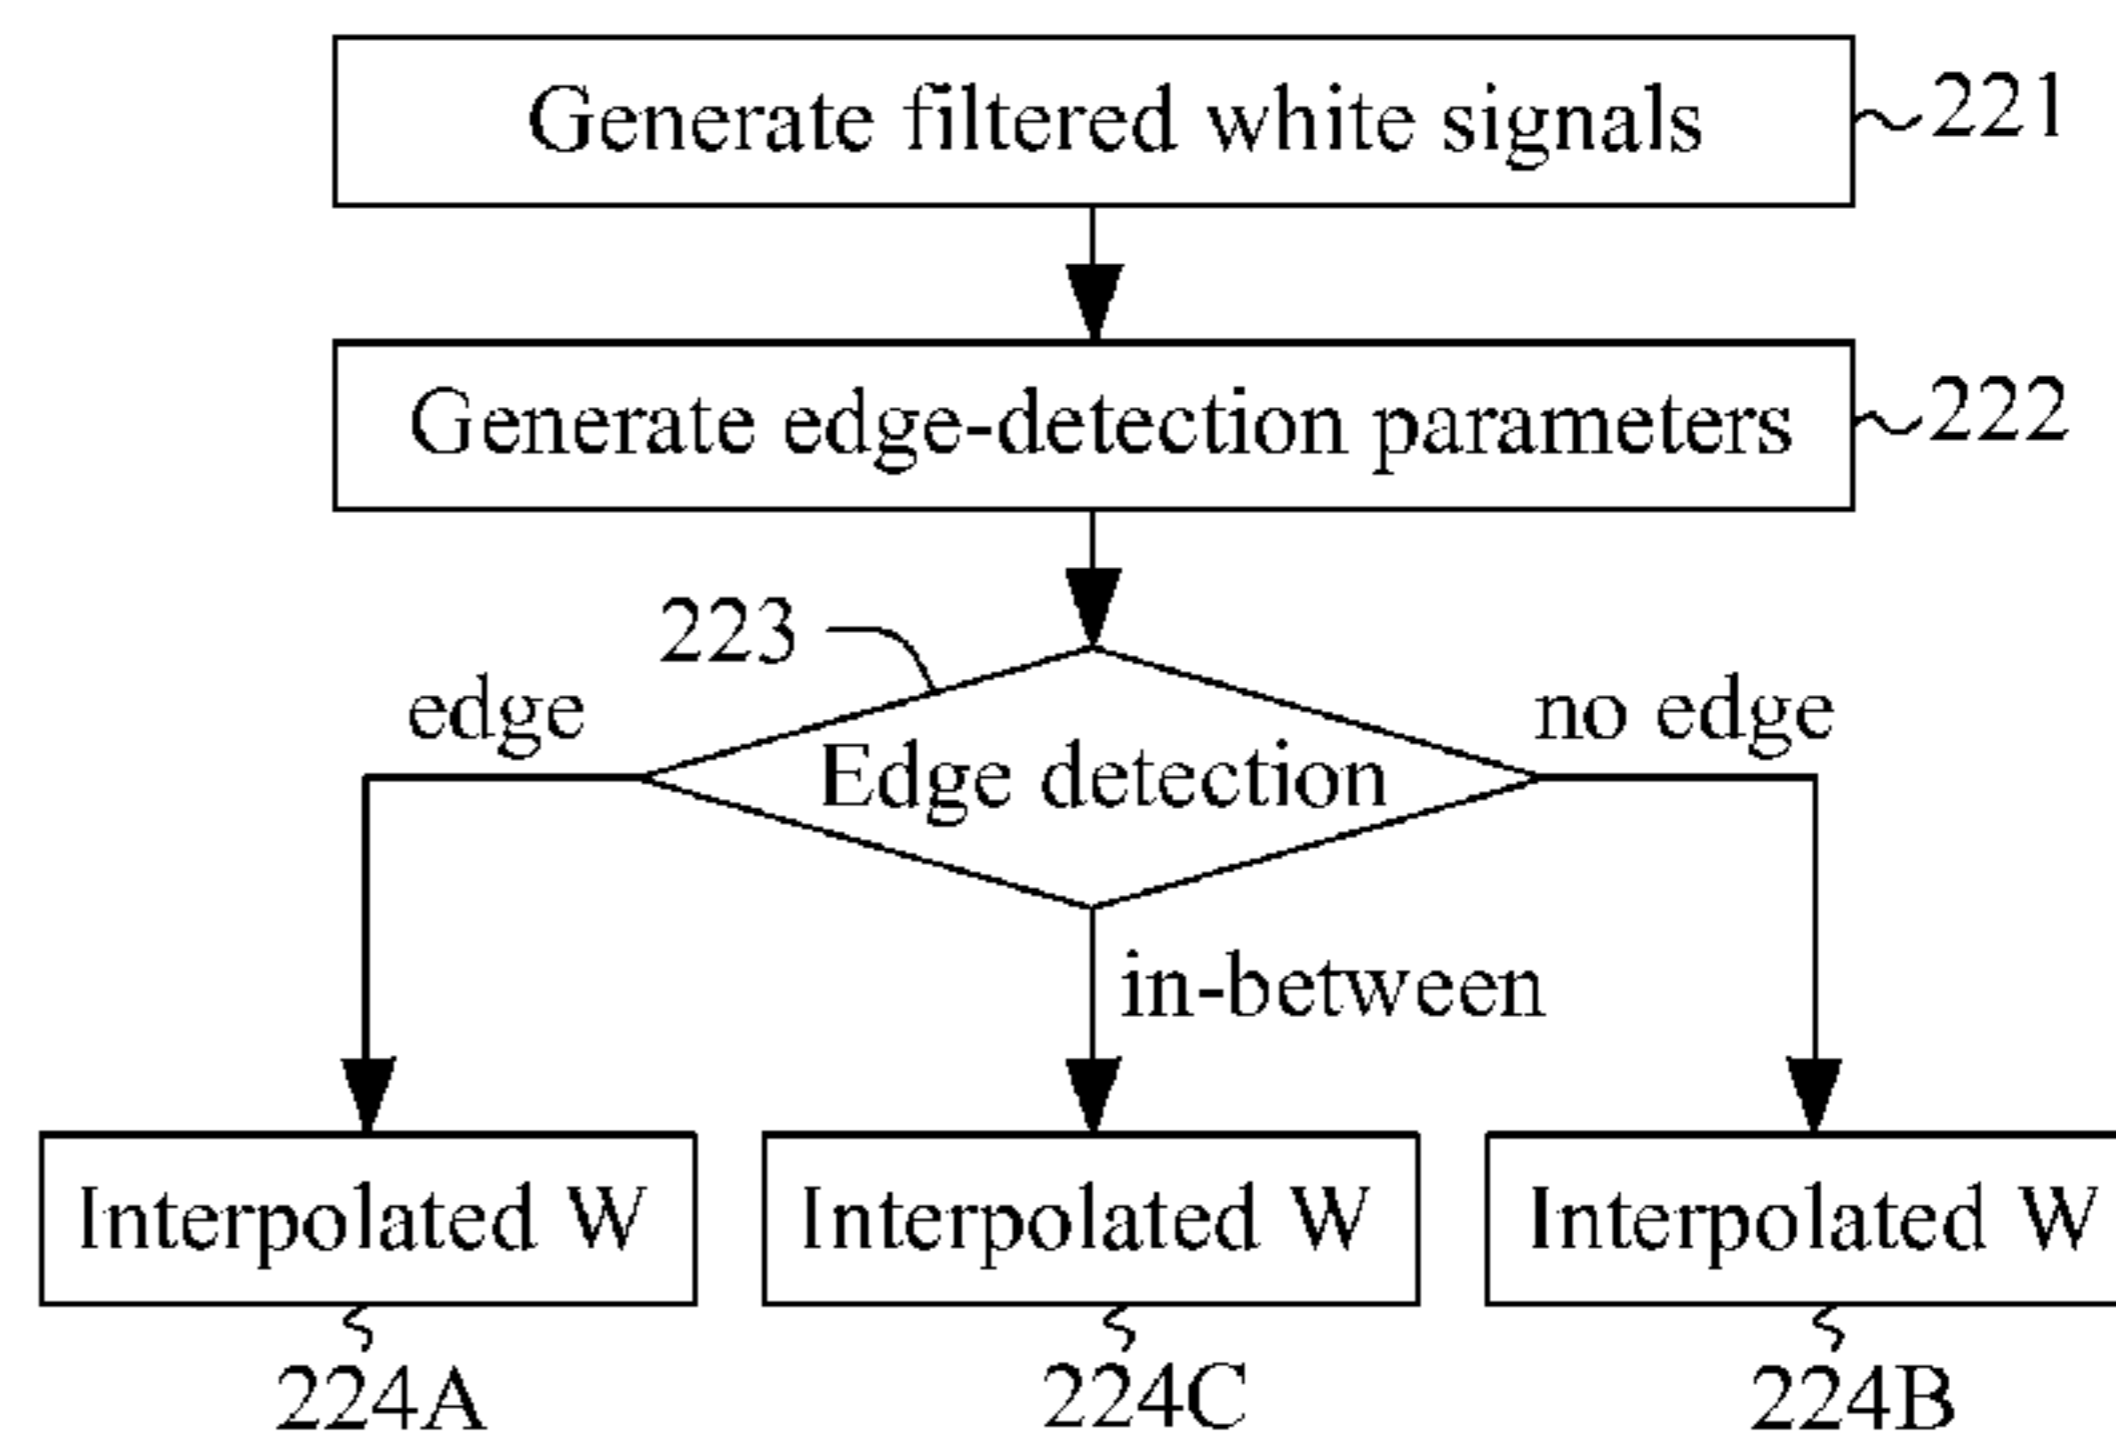 Generate filtered white signals
221
Generate edge-detection parameters
222
223
edge
no edge
Edge detection
in-between
Interpolated W
Interpolated W
Interpolated W
224A
224C
224B